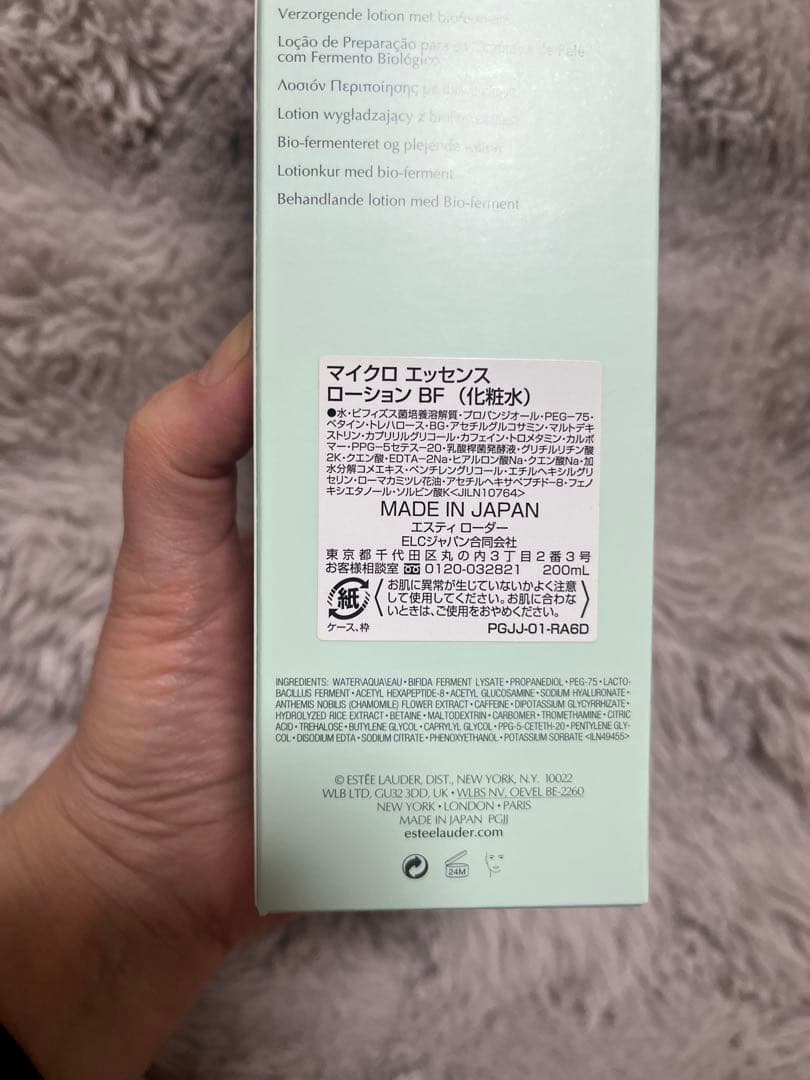 Verzorgende lotion met bioferment
Loção de Preparação para os Cuidados de Pele
com Fermento Biológico
Λοσιόν Περιποίησης με
Lotion wygładzający z
Bio-fermenteret og plejende
Lotionkur med bio-ferment
Behandlande lotion med Bio-ferment
マイクロ エッセンス
ローション BF (化粧水)
●水・ビフィズス菌培養溶解質・プロパンジオール・PEG-75・
ベタイン・トレハロース・BG・アセチルグルコサミン・マルトデキ
ストリン・カプリリルグリコール・カフェイン・トロメタミン・カルボ
マー・PPG-5セテス-20・乳酸桿菌発酵液・グリチルリチン酸
2K・クエン酸・EDTA-2Na・ヒアルロン酸Na・クエン酸Na・加
水分解コメエキス・ペンチレングリコール・エチルヘキシルグリ
セリン・ローマカミツレ花油・アセチルヘキサペプチド-8・フェノ
キシエタノール・ソルビン酸K<JILN10764>
MADE IN JAPAN
エスティ ローダー
ELCジャパン合同会社
東京都千代田区丸の内3丁目2番3号
お客様相談室 0120-032821 200mL
紙
ケース、枠
お肌に異常が生じていないかよく注意
して使用してください。お肌に合わな
いときは、ご使用をおやめください。
PGJJ-01-RA6D
INGREDIENTS: WATER\AQUA\EAU • BIFIDA FERMENT LYSATE • PROPANEDIOL • PEG-75 • LACTO-
BACILLUS FERMENT • ACETYL HEXAPEPTIDE-8 • ACETYL GLUCOSAMINE • SODIUM HYALURONATE •
ANTHEMIS NOBILIS (CHAMOMILE) FLOWER EXTRACT • CAFFEINE • DIPOTASSIUM GLYCYRRHIZATE •
HYDROLYZED RICE EXTRACT • BETAINE • MALTODEXTRIN • CARBOMER • TROMETHAMINE • CITRIC
ACID • TREHALOSE • BUTYLENE GLYCOL • CAPRYLYL GLYCOL • PPG-5-CETETH-20 • PENTYLENE GLY-
COL • DISODIUM EDTA • SODIUM CITRATE • PHENOXYETHANOL • POTASSIUM SORBATE <ILN49455>
© ESTĒE LAUDER, DIST., NEW YORK, N.Y. 10022
WLB LTD, GU32 3DD, UK • WLBS NV, OEVEL BE-2260
NEW YORK • LONDON • PARIS
MADE IN JAPAN PGJJ
esteelauder.com
24M